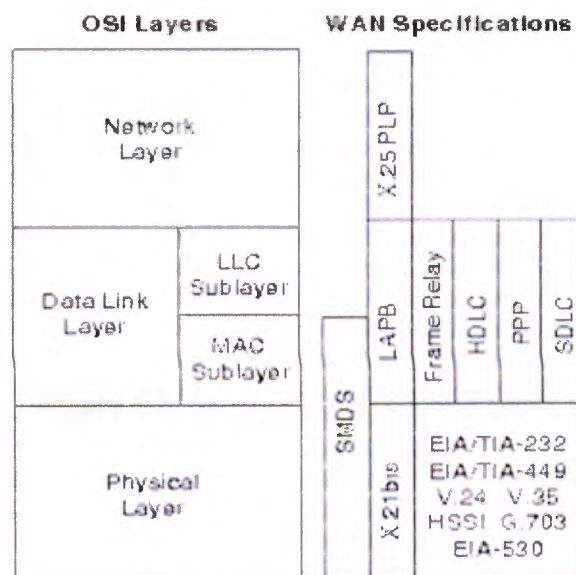 OSI Layers
WAN Specifications
Network
Layer
Data Link
Layer
LLC
Sublayer
MAC
Sublayer
Physical
Layer
SMDS
X.25 PLP
LAPB
X.21bis
Frame Relay
HDLC
PPP
SDLC
EIA/TIA-232
EIA/TIA-449
V.24 V.35
HSSI G.703
EIA-530